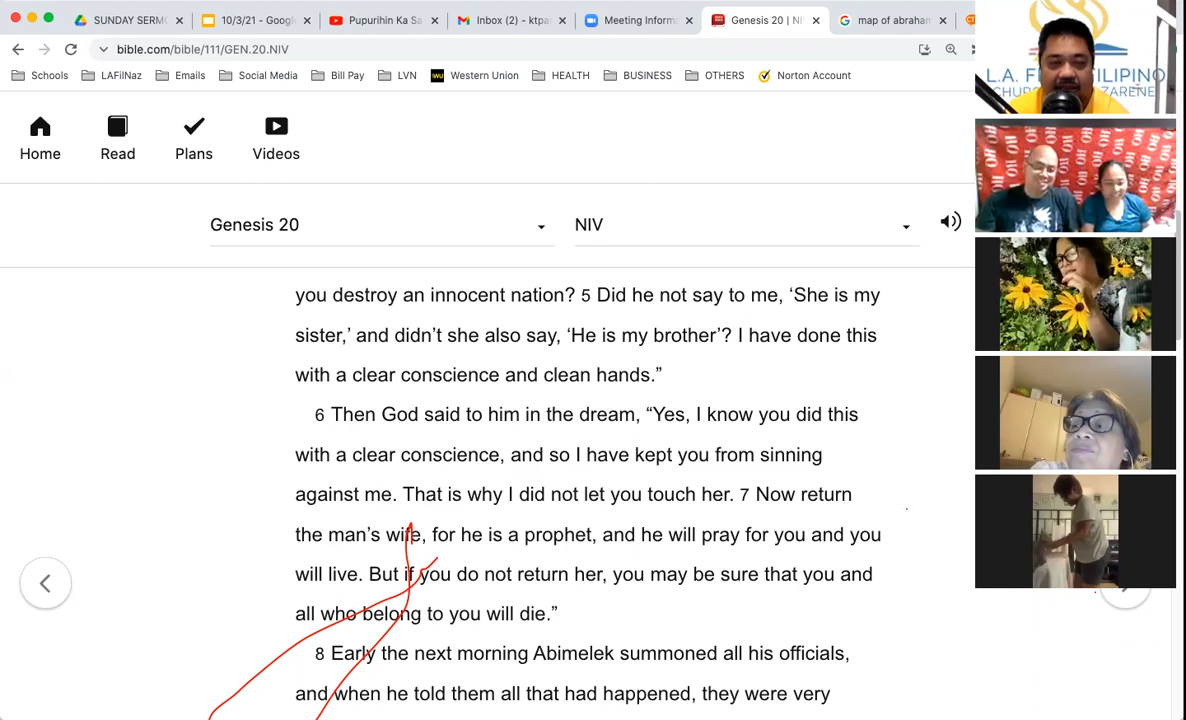 SUNDAY SERM
10/3/21 - Goog
Pupurihin Ka Sa
Inbox (2) - ktpa
Meeting Inform
Genesis 20 | NI
map of abrahan
bible.com/bible/111/GEN.20.NIV
Schools LAFilNaz Emails Social Media Bill Pay LVN WU Western Union HEALTH BUSINESS OTHERS Norton Account
L.A. FI ILIPINO
CHUR ZARENE
Home Read Plans Videos
Genesis 20 NIV
you destroy an innocent nation? 5 Did he not say to me, ‘She is my
sister,’ and didn’t she also say, ‘He is my brother’? I have done this
with a clear conscience and clean hands.”
6 Then God said to him in the dream, “Yes, I know you did this
with a clear conscience, and so I have kept you from sinning
against me. That is why I did not let you touch her. 7 Now return
the man’s wife, for he is a prophet, and he will pray for you and you
will live. But if you do not return her, you may be sure that you and
all who belong to you will die.”
8 Early the next morning Abimelek summoned all his officials,
and when he told them all that had happened, they were very